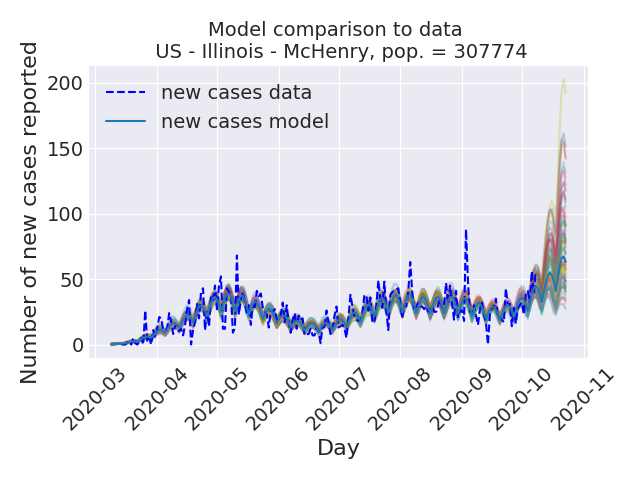 Model comparison to data
US - Illinois - McHenry, pop. = 307774
Number of new cases reported
200
150
100
50
0
new cases data
new cases model
2020-03
2020-04
2020-05
2020-06
2020-07
2020-08
2020-09
2020-10
2020-11
Day